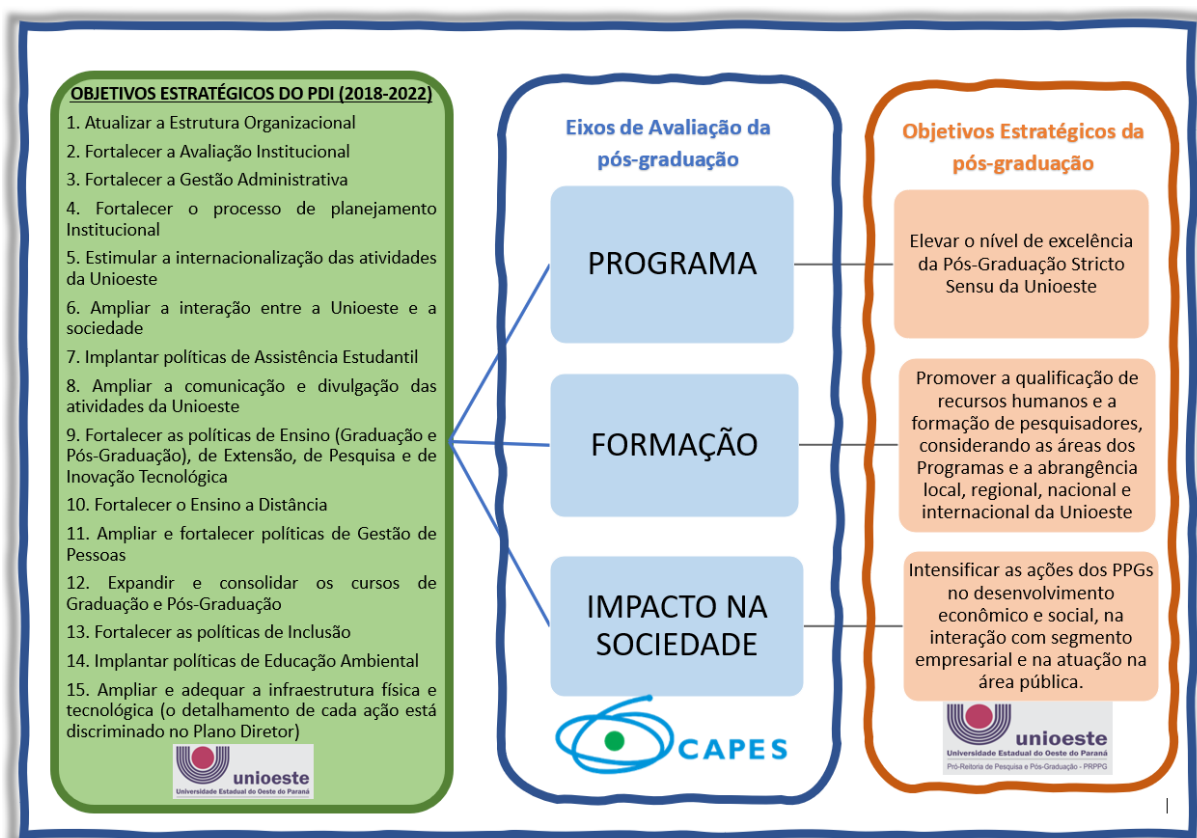 OBJETIVOS ESTRATÉGICOS DO PDI (2018-2022)
1. Atualizar a Estrutura Organizacional
2. Fortalecer a Avaliação Institucional
3. Fortalecer a Gestão Administrativa
4. Fortalecer o processo de planejamento
Institucional
5. Estimular a internacionalização das atividades
da Unioeste
6. Ampliar a interação entre a Unioeste e a
sociedade
7. Implantar políticas de Assistência Estudantil
8. Ampliar a comunicação e divulgação das
atividades da Unioeste
9. Fortalecer as políticas de Ensino (Graduação e
Pós-Graduação), de Extensão, de Pesquisa e de
Inovação Tecnológica
10. Fortalecer o Ensino a Distância
11. Ampliar e fortalecer políticas de Gestão de
Pessoas
12. Expandir e consolidar os cursos de
Graduação e Pós-Graduação
13. Fortalecer as políticas de Inclusão
14. Implantar políticas de Educação Ambiental
15. Ampliar e adequar a infraestrutura física e
tecnológica (o detalhamento de cada ação está
discriminado no Plano Diretor)
unioeste
Universidade Estadual do Oeste do Paraná
Eixos de Avaliação da
pós-graduação
PROGRAMA
FORMAÇÃO
IMPACTO NA
SOCIEDADE
CAPES
Objetivos Estratégicos da
pós-graduação
Elevar o nível de excelência
da Pós-Graduação Stricto
Sensu da Unioeste
Promover a qualificação de
recursos humanos e a
formação de pesquisadores,
considerando as áreas dos
Programas e a abrangência
local, regional, nacional e
internacional da Unioeste
Intensificar as ações dos PPGs
no desenvolvimento
econômico e social, na
interação com segmento
empresarial e na atuação na
área pública.
unioeste
Universidade Estadual do Oeste do Paraná
Pró-Reitoria de Pesquisa e Pós-Graduação - PRPPG